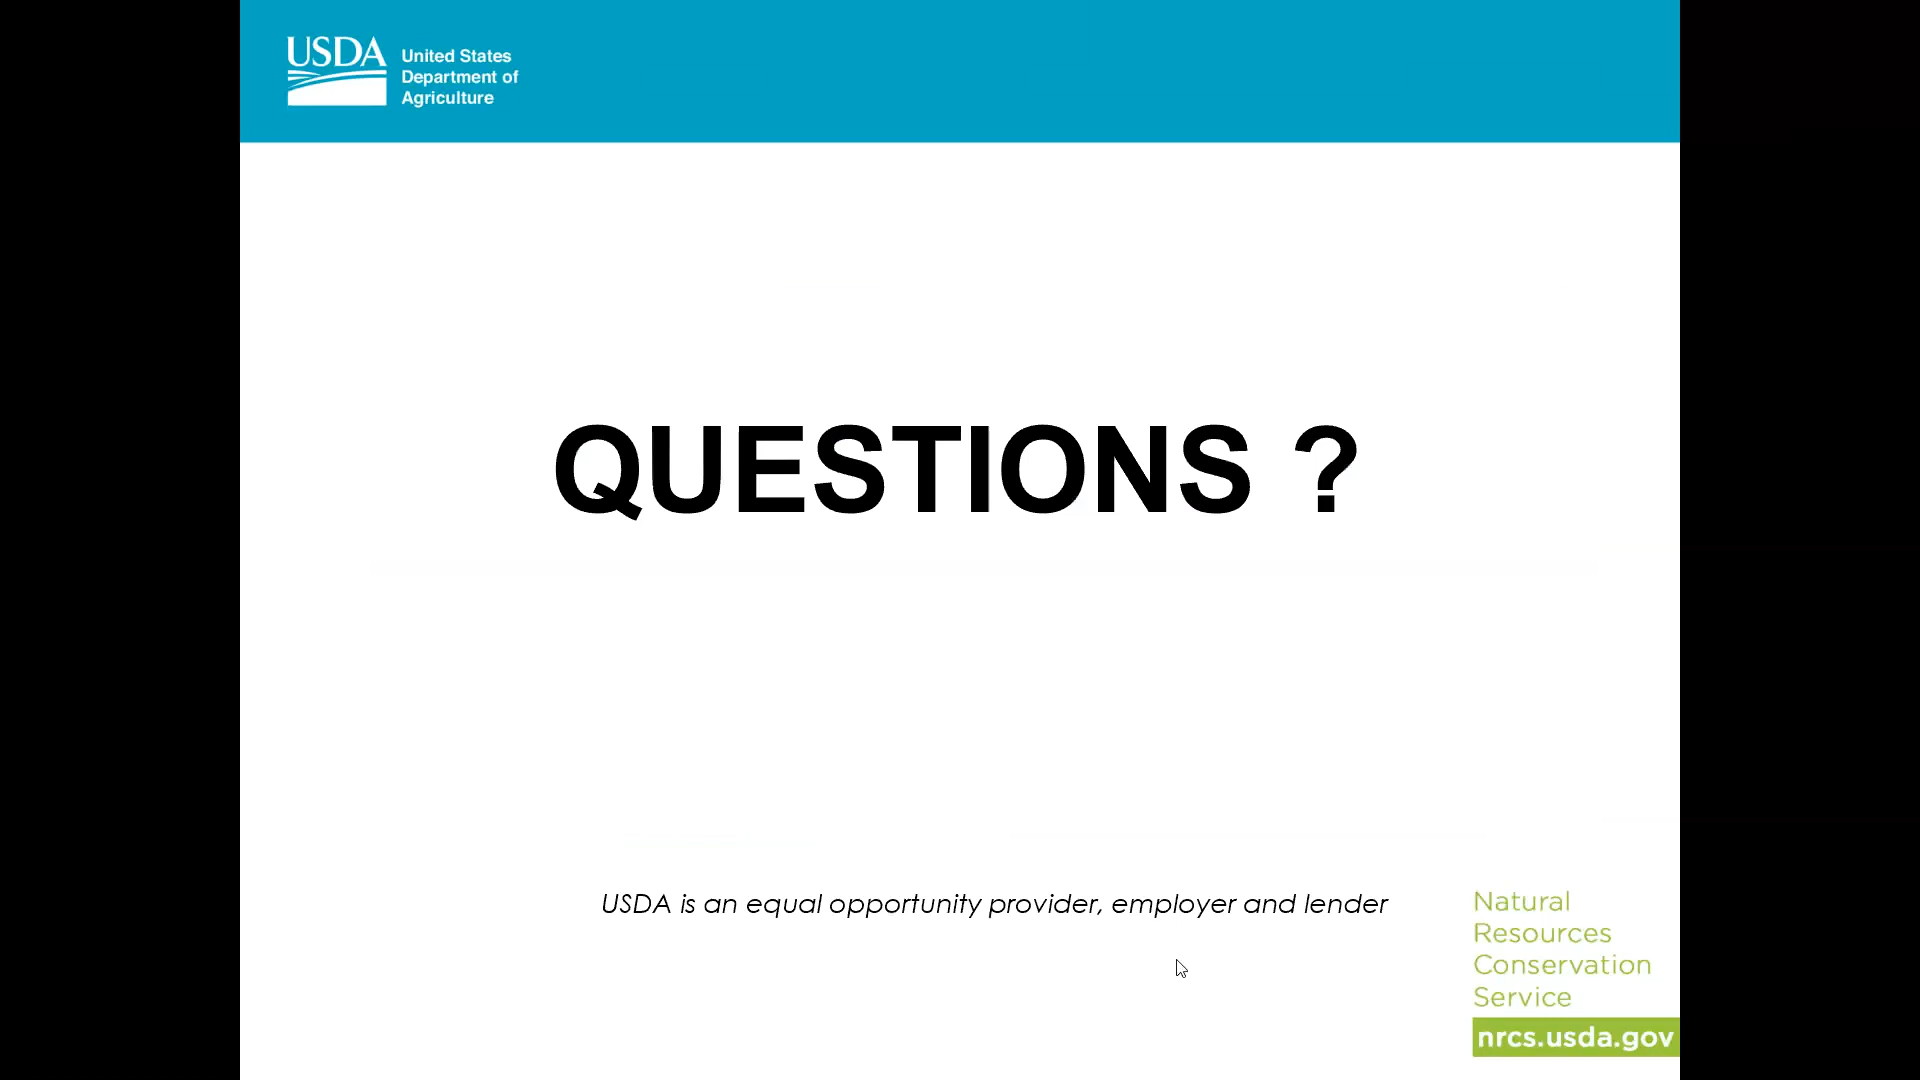 USDA
United States
Department of
Agriculture
QUESTIONS ?
USDA is an equal opportunity provider, employer and lender
Natural
Resources
Conservation
Service
nrcs.usda.gov